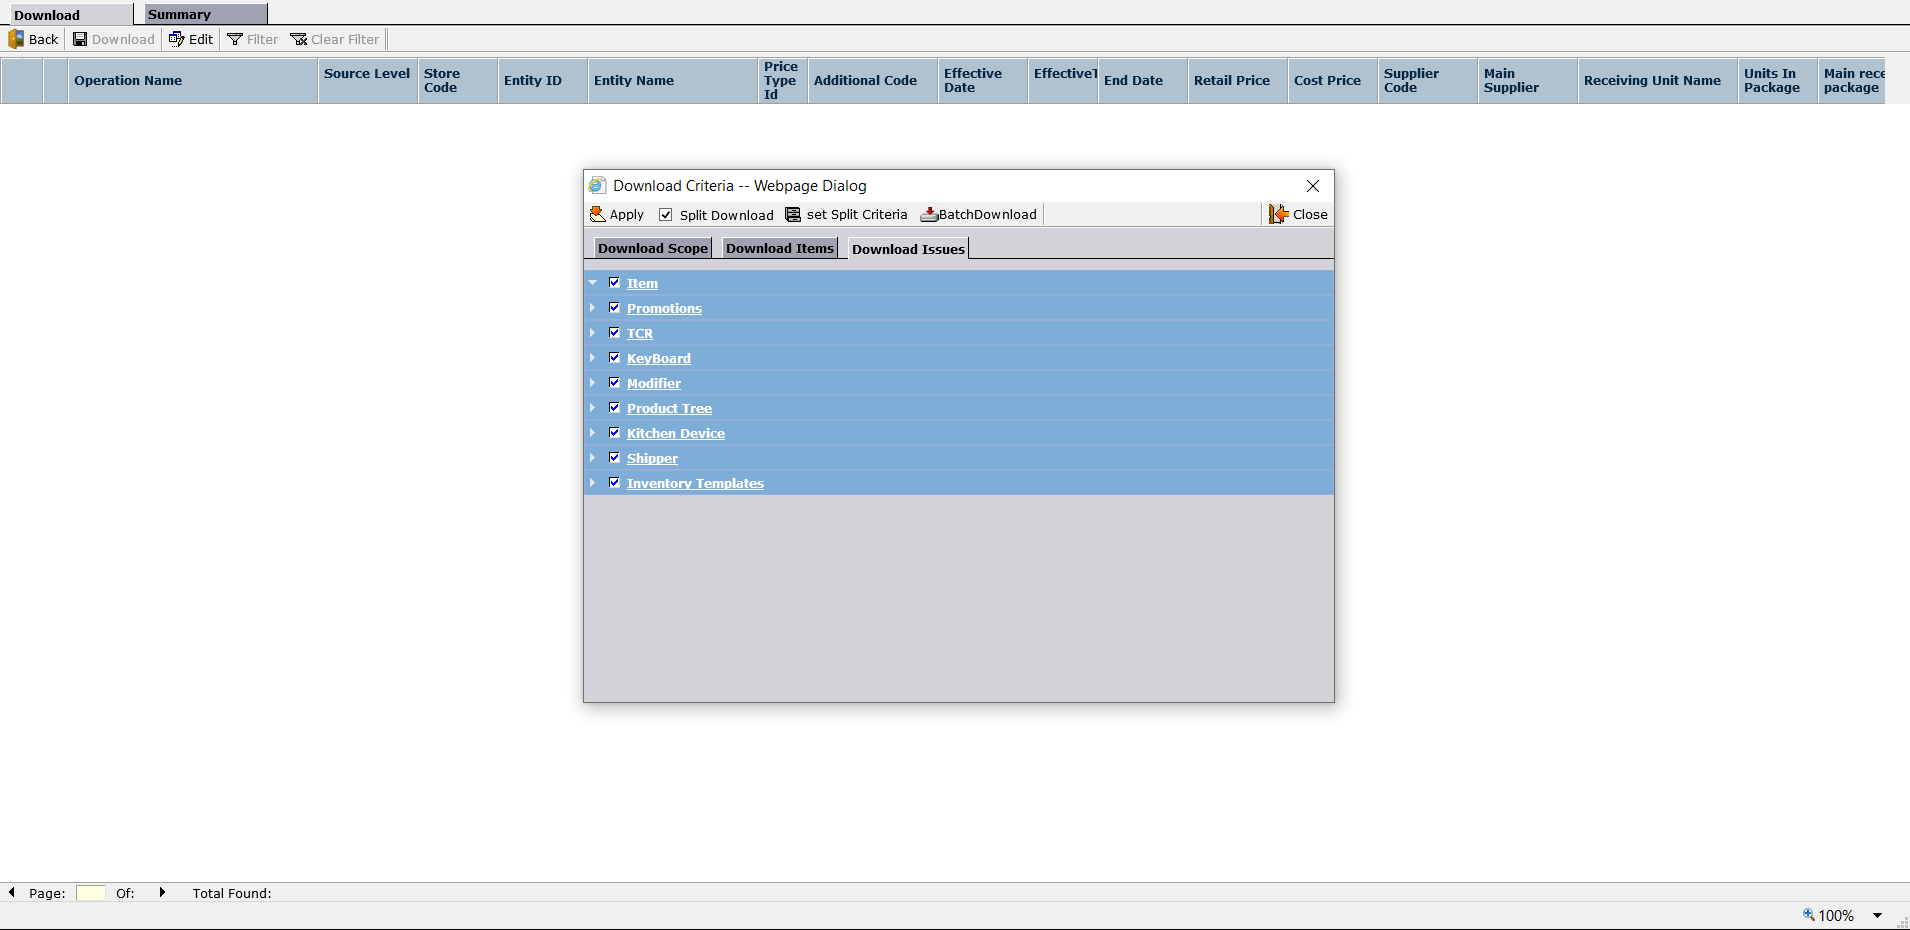 Download
Summary
Back
Download
Edit
Filter
Clear Filter
Operation Name
Source Level
Store
Code
Entity ID
Entity Name
Price
Type
Id
Additional Code
Effective
Date
EffectiveT
End Date
Retail Price
Cost Price
Supplier
Code
Main
Supplier
Receiving Unit Name
Units In
Package
Main rece
package
Download Criteria -- Webpage Dialog
Apply
Split Download
set Split Criteria
BatchDownload
Close
Download Scope
Download Items
Download Issues
Item
Promotions
TCR
KeyBoard
Modifier
Product Tree
Kitchen Device
Shipper
Inventory Templates
Page:
Of:
Total Found:
100%